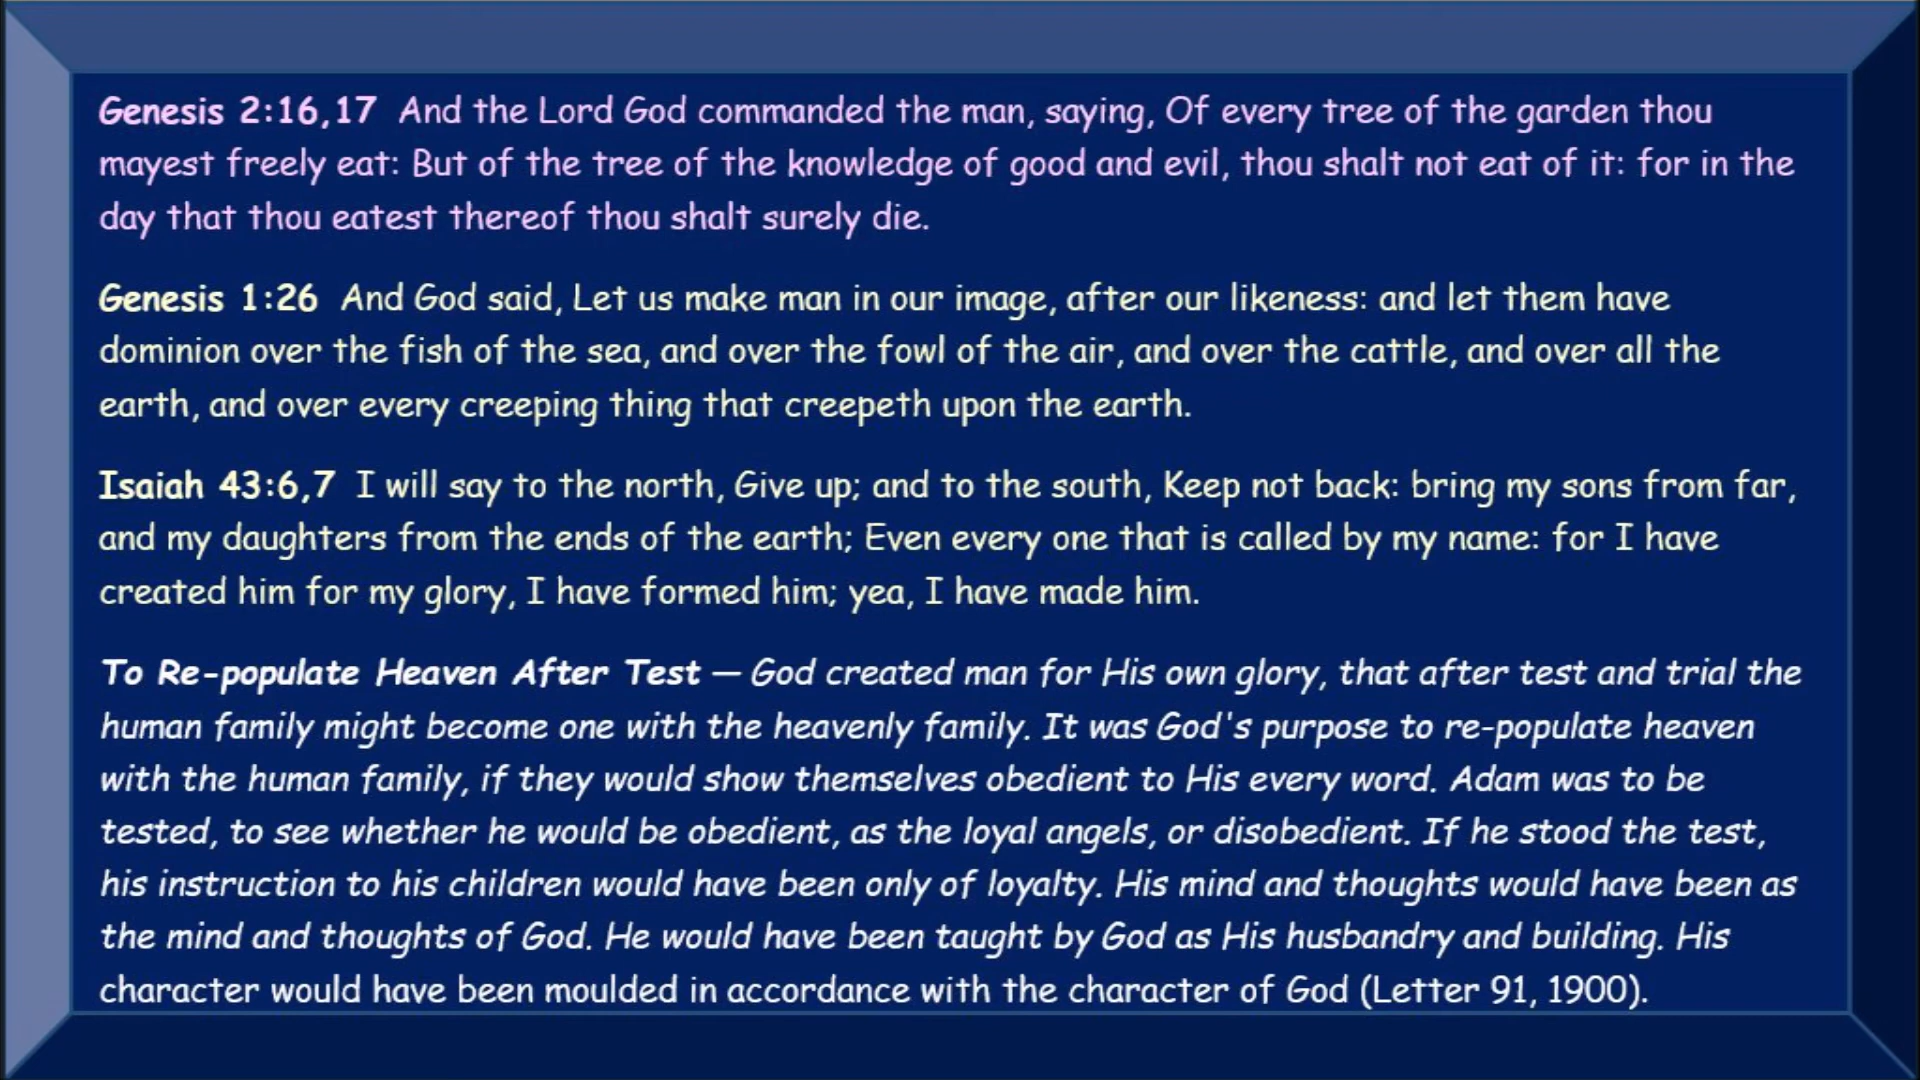 Genesis 2:16,17 And the Lord God commanded the man, saying, Of every tree of the garden thou
mayest freely eat: But of the tree of the knowledge of good and evil, thou shalt not eat of it: for in the
day that thou eatest thereof thou shalt surely die.
Genesis 1:26 And God said, Let us make man in our image, after our likeness: and let them have
dominion over the fish of the sea, and over the fowl of the air, and over the cattle, and over all the
earth, and over every creeping thing that creepeth upon the earth.
Isaiah 43:6,7 I will say to the north, Give up; and to the south, Keep not back: bring my sons from far,
and my daughters from the ends of the earth; Even every one that is called by my name: for I have
created him for my glory, I have formed him; yea, I have made him.
To Re-populate Heaven After Test — God created man for His own glory, that after test and trial the
human family might become one with the heavenly family. It was God's purpose to re-populate heaven
with the human family, if they would show themselves obedient to His every word. Adam was to be
tested, to see whether he would be obedient, as the loyal angels, or disobedient. If he stood the test,
his instruction to his children would have been only of loyalty. His mind and thoughts would have been as
the mind and thoughts of God. He would have been taught by God as His husbandry and building. His
character would have been moulded in accordance with the character of God (Letter 91, 1900).